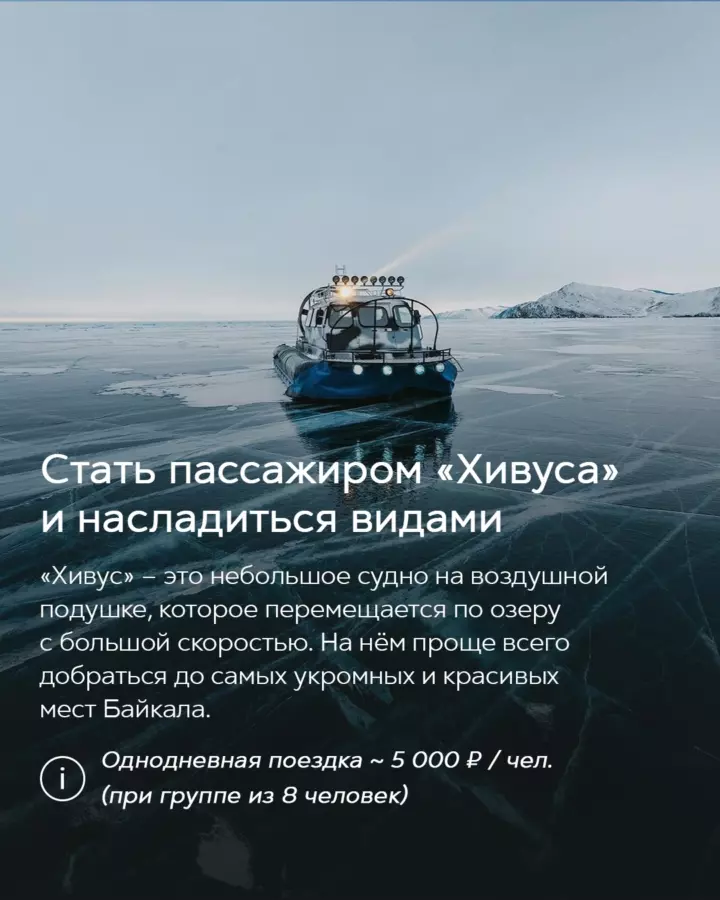 Стать пассажиром «Хивуса»
и насладиться видами
«Хивус» – это небольшое судно на воздушной
подушке, которое перемещается по озеру
с большой скоростью. На нём проще всего
добраться до самых укромных и красивых
мест Байкала.
i
Однодневная поездка ~ 5 000 ₽ / чел.
(при группе из 8 человек)